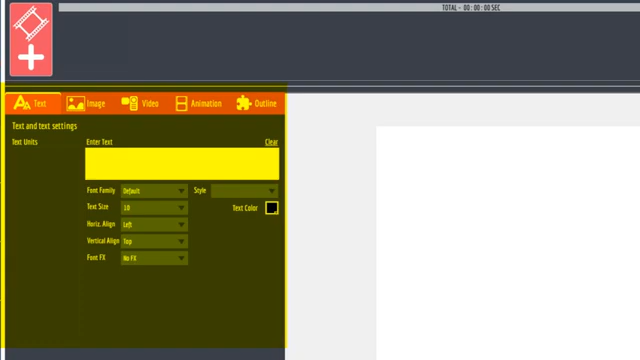 TOTAL - 00: 00: 00 SEC
Text Image Video Animation Outline
Text and text settings
Text Units Enter Text Clear
Font Family Default Style
Text Size 10 Text Color
Horiz. Align Left
Vertical Align Top
Font FX No FX